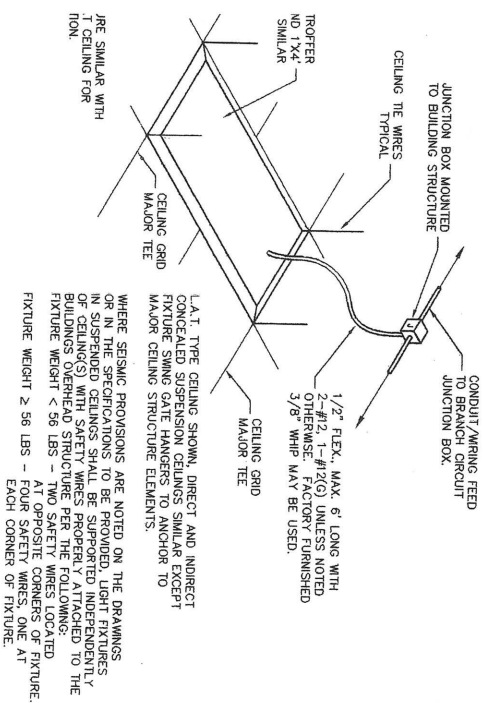 CONDUIT/WIRING FEED
TO BRANCH CIRCUIT
JUNCTION BOX.
JUNCTION BOX MOUNTED
TO BUILDING STRUCTURE
CEILING TIE WIRES
TYPICAL
TROFFER
ND 1'X4'
SIMILAR
1/2" FLEX., MAX. 6' LONG WITH
2-#12, 1-#12(G) UNLESS NOTED
OTHERWISE. FACTORY FURNISHED
3/8" WHIP MAY BE USED.
CEILING GRID
MAJOR TEE
CEILING GRID
MAJOR TEE
URE SIMILAR WITH
.T CEILING FOR
TION.
L.A.T. TYPE CEILING SHOWN, DIRECT AND INDIRECT
CONCEALED SUSPENSION CEILINGS SIMILAR EXCEPT
FIXTURE SWING GATE HANGERS TO ANCHOR TO
MAJOR CEILING STRUCTURE ELEMENTS.
WHERE SEISMIC PROVISIONS ARE NOTED ON THE DRAWINGS
OR IN THE SPECIFICATIONS TO BE PROVIDED, LIGHT FIXTURES
IN SUSPENDED CEILINGS SHALL BE SUPPORTED INDEPENDENTLY
OF CEILING(S) WITH SAFETY WIRES PROPERLY ATTACHED TO THE
BUILDINGS OVERHEAD STRUCTURE PER THE FOLLOWING:
FIXTURE WEIGHT < 56 LBS - TWO SAFETY WIRES LOCATED
AT OPPOSITE CORNERS OF FIXTURE.
FIXTURE WEIGHT ≥ 56 LBS - FOUR SAFETY WIRES, ONE AT
EACH CORNER OF FIXTURE.